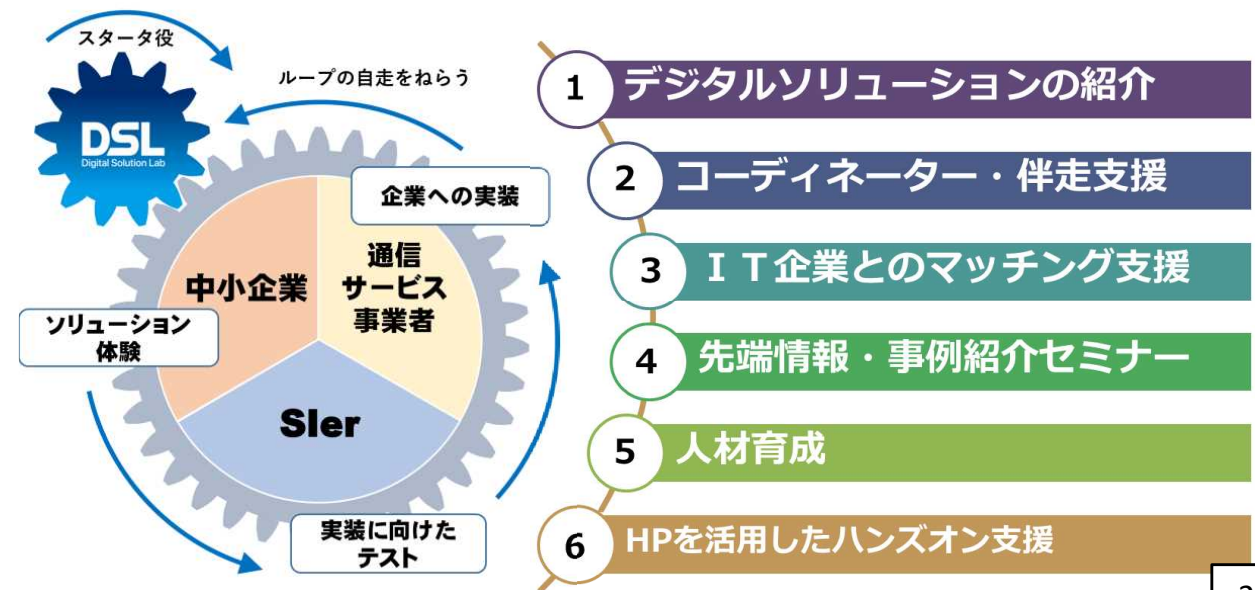 スタータ役
ループの自走をねらう
DSL
Digital Solution Lab
企業への実装
中小企業
通信
サービス
事業者
ソリューション
体験
SIer
実装に向けた
テスト
1 デジタルソリューションの紹介
2 コーディネーター・伴走支援
3 ＩＴ企業とのマッチング支援
4 先端情報・事例紹介セミナー
5 人材育成
6 HPを活用したハンズオン支援